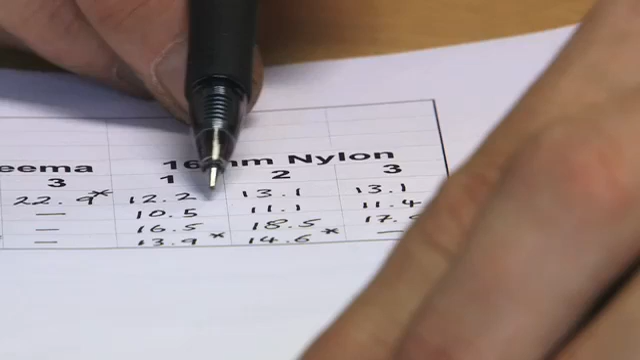 eema 16mm Nylon
3 1 2 3
22.9* 12.2 13.1 13.1
— 10.5 11.1 11.4
— 16.5 18.5 17.
— 13.9 * 14.6 * —